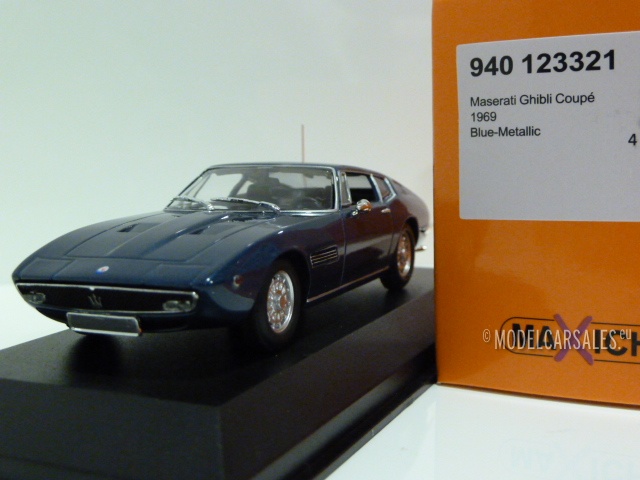 940 123321
Maserati Ghibli Coupé
1969
Blue-Metallic
4
© MODELCARSALES.eu